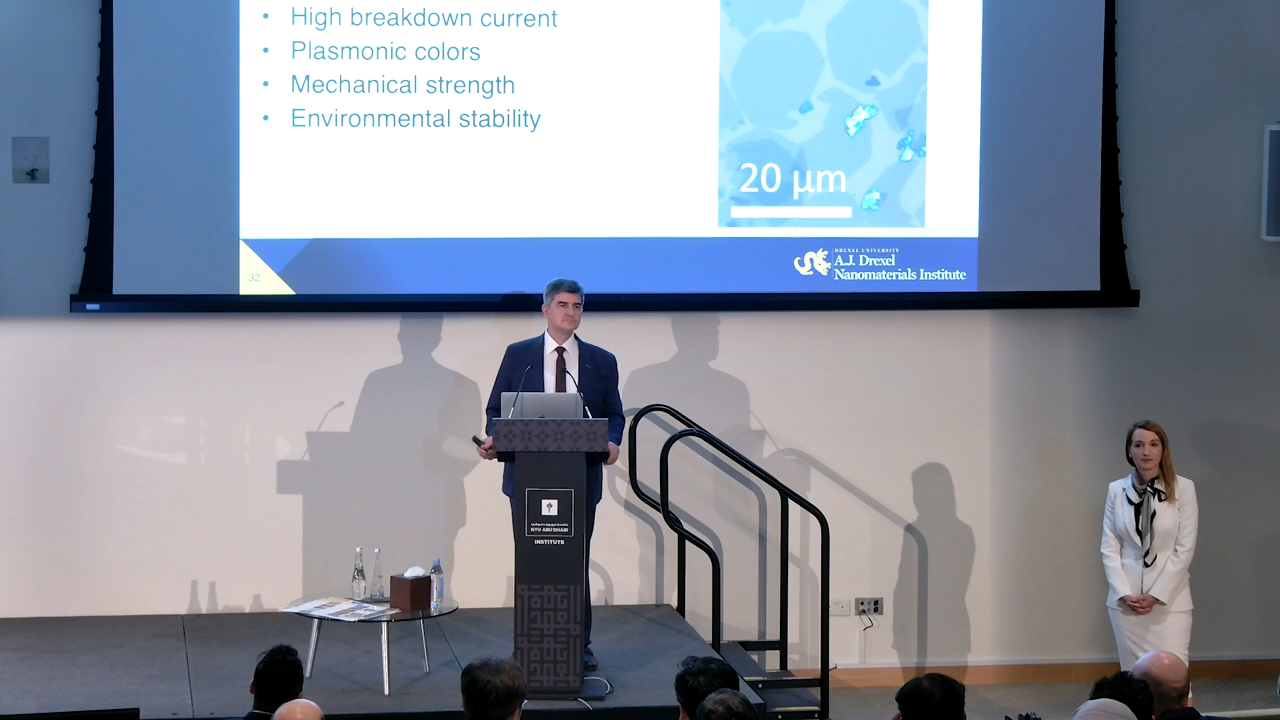 • High breakdown current
• Plasmonic colors
• Mechanical strength
• Environmental stability
20 µm
32
DREXEL UNIVERSITY
A.J. Drexel
Nanomaterials Institute
NYU ABU DHABI
INSTITUTE